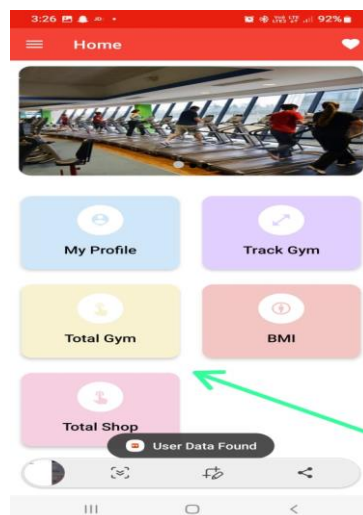 3:26
92%
Home
My Profile
Track Gym
Total Gym
BMI
Total Shop
User Data Found